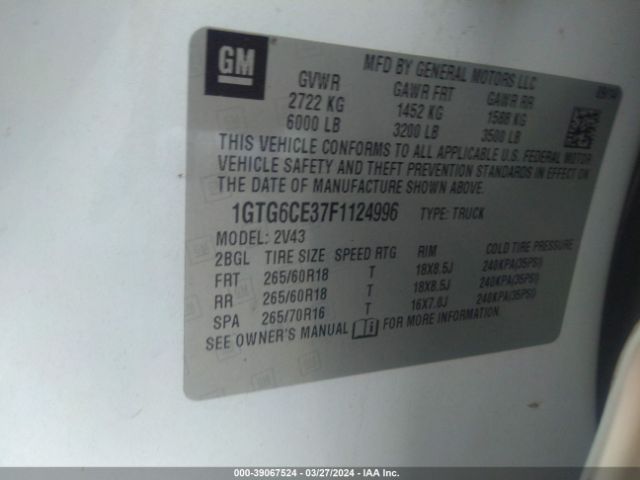 GM
MFD BY GENERAL MOTORS LLC
GVWR GAWR FRT GAWR RR
2722 KG 1452 KG 1588 KG
6000 LB 3200 LB 3500 LB
THIS VEHICLE CONFORMS TO ALL APPLICABLE U.S. FEDERAL MOTOR
VEHICLE SAFETY AND THEFT PREVENTION STANDARDS IN EFFECT ON
THE DATE OF MANUFACTURE SHOWN ABOVE.
1GTG6CE37F1124996 TYPE: TRUCK
MODEL: 2V43
2BGL TIRE SIZE SPEED RTG RIM COLD TIRE PRESSURE
FRT 265/60R18 T 18X8.5J 240KPA(35PSI)
RR 265/60R18 T 18X8.5J 240KPA(35PSI)
SPA 265/70R16 T 16X7.0J 240KPA(35PSI)
SEE OWNER'S MANUAL FOR MORE INFORMATION.
000-39067524 - 03/27/2024 - IAA Inc.